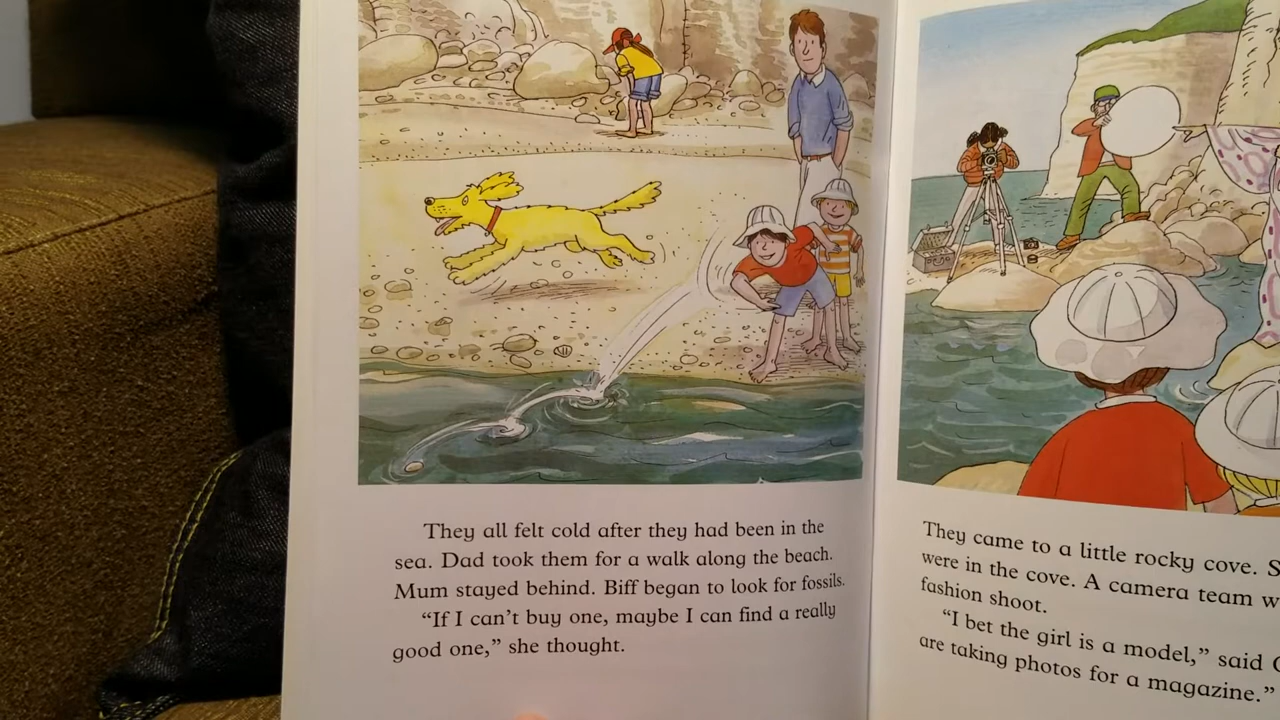 They all felt cold after they had been in the
sea. Dad took them for a walk along the beach.
Mum stayed behind. Biff began to look for fossils.
“If I can’t buy one, maybe I can find a really
good one,” she thought.
They came to a little rocky cove.
were in the cove. A camera team
fashion shoot.
“I bet the girl is a model,” said
are taking photos for a magazine.”